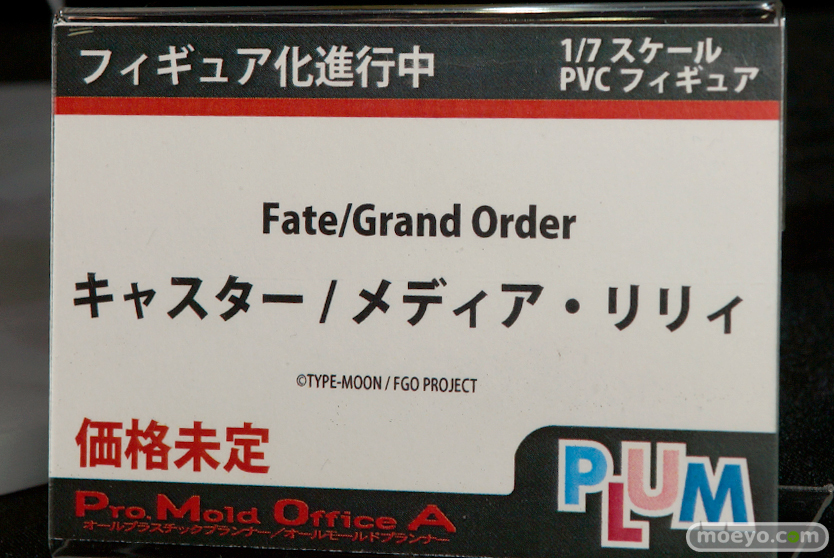 フィギュア化進行中
1/7 スケール
PVC フィギュア
Fate/Grand Order
キャスター / メディア・リリィ
©TYPE-MOON / FGO PROJECT
価格未定
Pro.Mold Office A
オールプラスチックプランナー/オールモールドプランナー
PLUM
moeyo.com